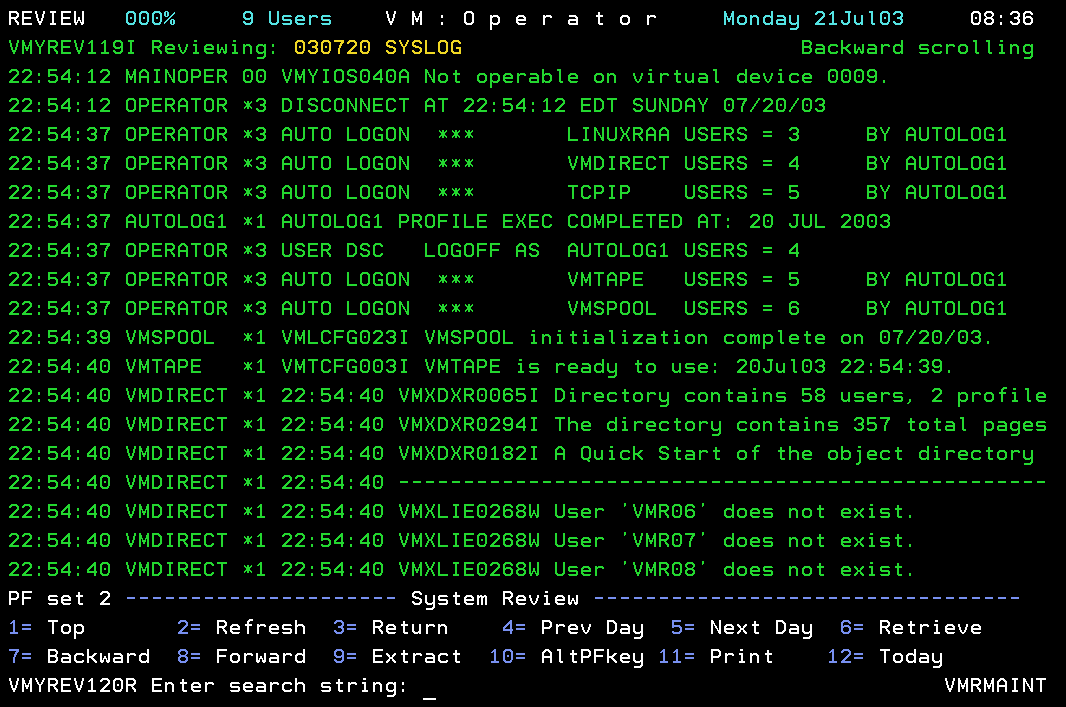 REVIEW   000%     9 Users    V M : O p e r a t o r     Monday 21Jul03     08:36
VMYREV119I Reviewing: 030720 SYSLOG                          Backward scrolling
22:54:12 MAINOPER 00 VMYIOS040A Not operable on virtual device 0009.
22:54:12 OPERATOR *3 DISCONNECT AT 22:54:12 EDT SUNDAY 07/20/03
22:54:37 OPERATOR *3 AUTO LOGON  ***       LINUXRAA USERS = 3     BY AUTOLOG1
22:54:37 OPERATOR *3 AUTO LOGON  ***       VMDIRECT USERS = 4     BY AUTOLOG1
22:54:37 OPERATOR *3 AUTO LOGON  ***       TCPIP    USERS = 5     BY AUTOLOG1
22:54:37 AUTOLOG1 *1 AUTOLOG1 PROFILE EXEC COMPLETED AT: 20 JUL 2003
22:54:37 OPERATOR *3 USER DSC   LOGOFF AS  AUTOLOG1 USERS = 4
22:54:37 OPERATOR *3 AUTO LOGON  ***       VMTAPE   USERS = 5     BY AUTOLOG1
22:54:37 OPERATOR *3 AUTO LOGON  ***       VMSPOOL  USERS = 6     BY AUTOLOG1
22:54:39 VMSPOOL  *1 VMLCFG023I VMSPOOL initialization complete on 07/20/03.
22:54:40 VMTAPE   *1 VMTCFG003I VMTAPE is ready to use: 20Jul03 22:54:39.
22:54:40 VMDIRECT *1 22:54:40 VMXDXR0065I Directory contains 58 users, 2 profile
22:54:40 VMDIRECT *1 22:54:40 VMXDXR0294I The directory contains 357 total pages
22:54:40 VMDIRECT *1 22:54:40 VMXDXR0182I A Quick Start of the object directory
22:54:40 VMDIRECT *1 22:54:40 --------------------------------------------------
22:54:40 VMDIRECT *1 22:54:40 VMXLIE0268W User 'VMR06' does not exist.
22:54:40 VMDIRECT *1 22:54:40 VMXLIE0268W User 'VMR07' does not exist.
22:54:40 VMDIRECT *1 22:54:40 VMXLIE0268W User 'VMR08' does not exist.
PF set 2 --------------------- System Review ---------------------------------
1= Top       2= Refresh  3= Return    4= Prev Day  5= Next Day  6= Retrieve
7= Backward  8= Forward  9= Extract  10= AltPFkey 11= Print    12= Today
VMYREV120R Enter search string: _                                       VMRMAINT